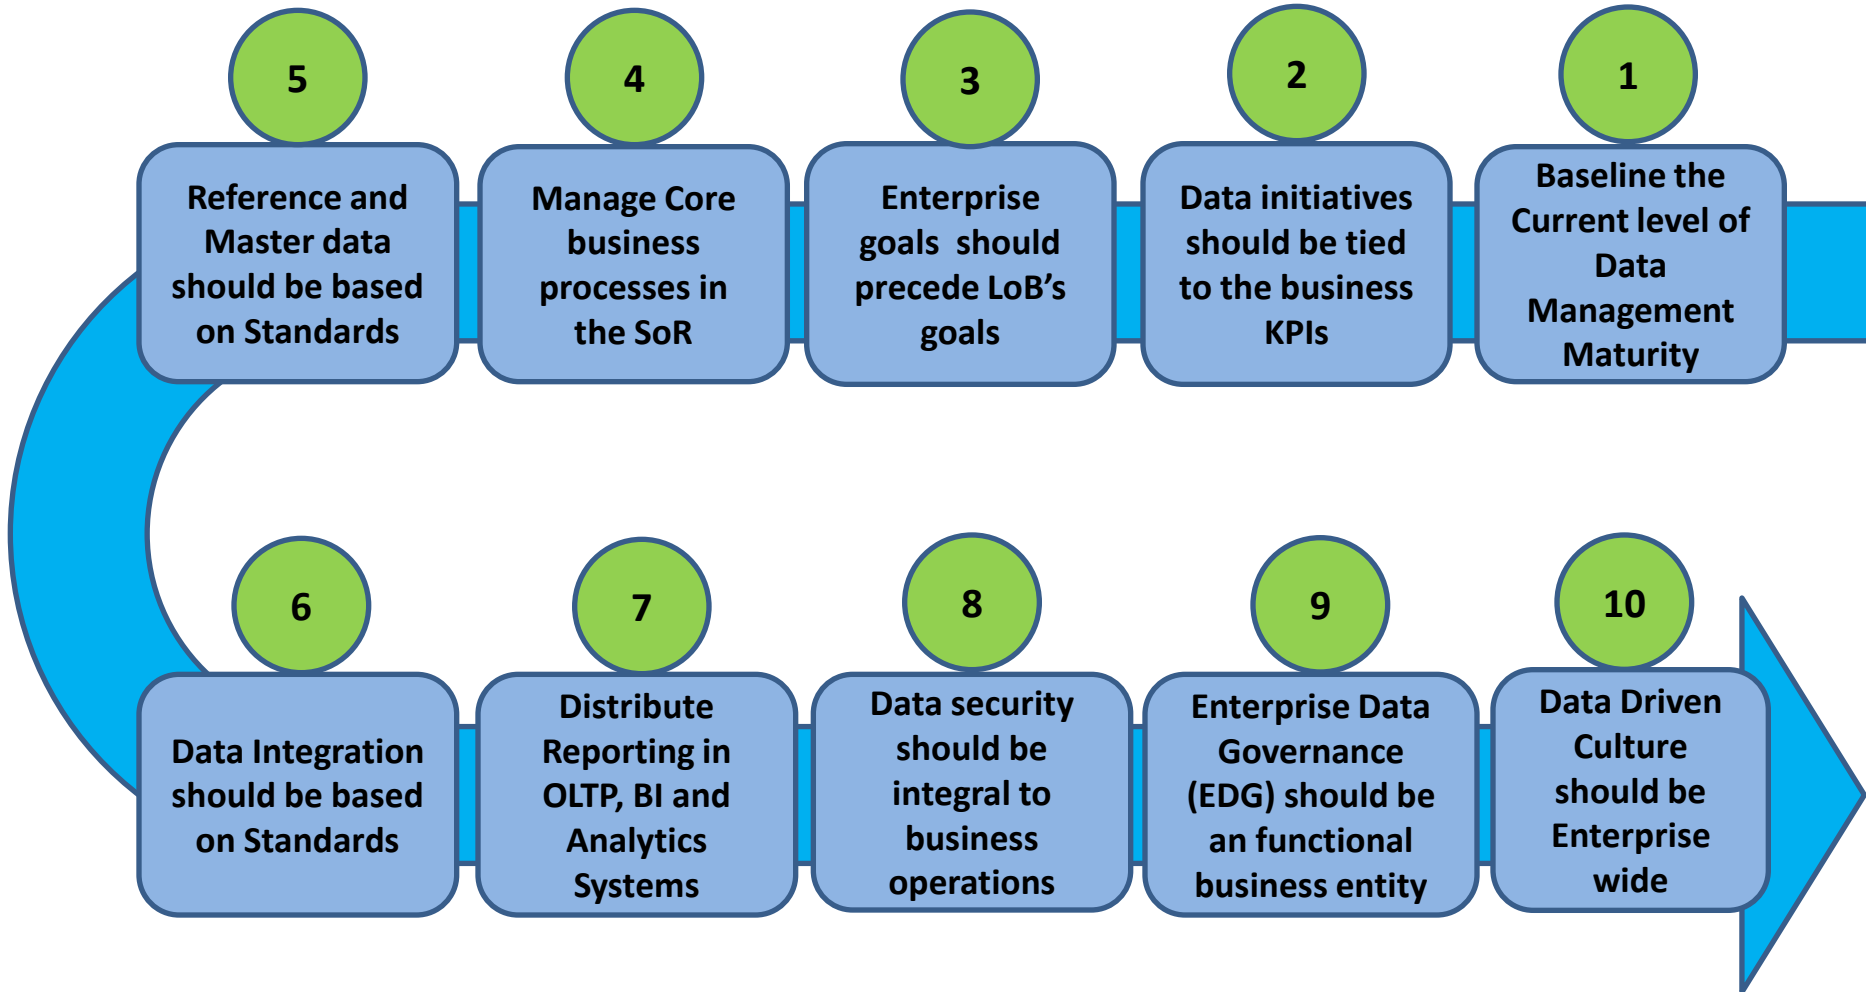 5
Reference and
Master data
should be based
on Standards
4
Manage Core
business
processes in
the SoR
3
Enterprise
goals  should
precede LoB’s
goals
2
Data initiatives
should be tied
to the business
KPIs
1
Baseline the
Current level of
Data
Management
Maturity
6
Data Integration
should be based
on Standards
7
Distribute
Reporting in
OLTP, BI and
Analytics
Systems
8
Data security
should be
integral to
business
operations
9
Enterprise Data
Governance
(EDG) should be
an functional
business entity
10
Data Driven
Culture
should be
Enterprise
wide